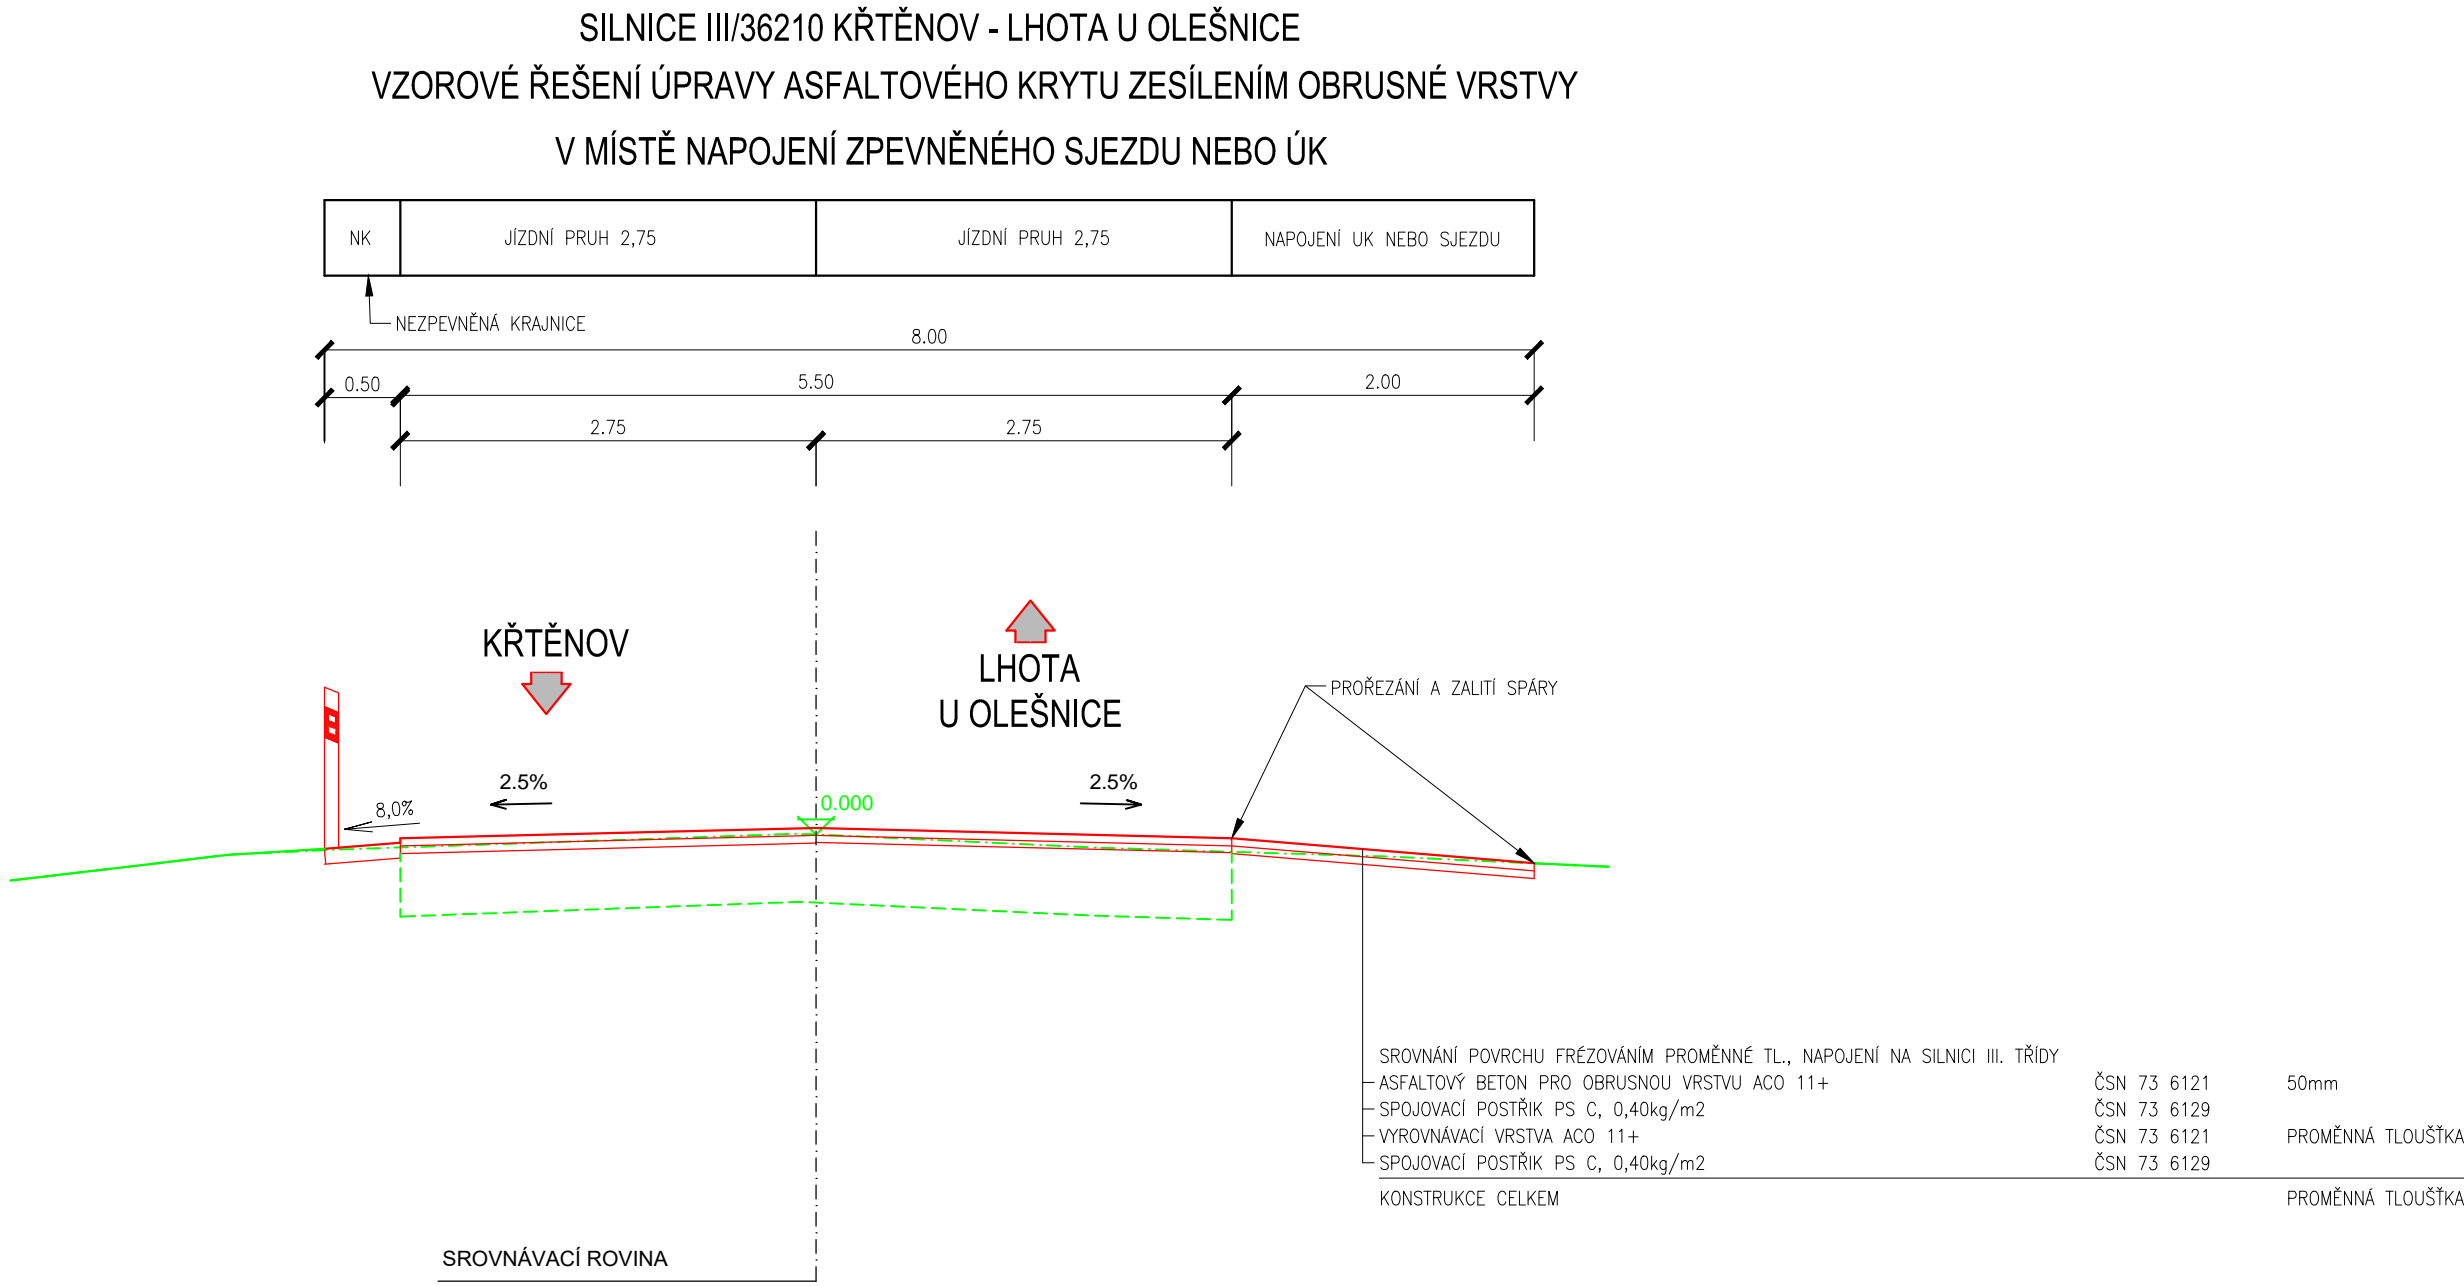 SILNICE III/36210 KŘTĚNOV - LHOTA U OLEŠNICE
VZOROVÉ ŘEŠENÍ ÚPRAVY ASFALTOVÉHO KRYTU ZESÍLENÍM OBRUSNÉ VRSTVY
V MÍSTĚ NAPOJENÍ ZPEVNĚNÉHO SJEZDU NEBO ÚK
NK JÍZDNÍ PRUH 2,75 JÍZDNÍ PRUH 2,75 NAPOJENÍ UK NEBO SJEZDU
NEZPEVNĚNÁ KRAJNICE
8.00
0.50 5.50 2.00
2.75 2.75
KŘTĚNOV
LHOTA
U OLEŠNICE
PROŘEZÁNÍ A ZALITÍ SPÁRY
2.5% 2.5%
8,0% 0.000
SROVNÁNÍ POVRCHU FRÉZOVÁNÍM PROMĚNNÉ TL., NAPOJENÍ NA SILNICI III. TŘÍDY
ASFALTOVÝ BETON PRO OBRUSNOU VRSTVU ACO 11+ ČSN 73 6121 50mm
SPOJOVACÍ POSTŘIK PS C, 0,40kg/m2 ČSN 73 6129
VYROVNÁVACÍ VRSTVA ACO 11+ ČSN 73 6121 PROMĚNNÁ TLOUŠŤKA
SPOJOVACÍ POSTŘIK PS C, 0,40kg/m2 ČSN 73 6129
KONSTRUKCE CELKEM PROMĚNNÁ TLOUŠŤKA
SROVNÁVACÍ ROVINA